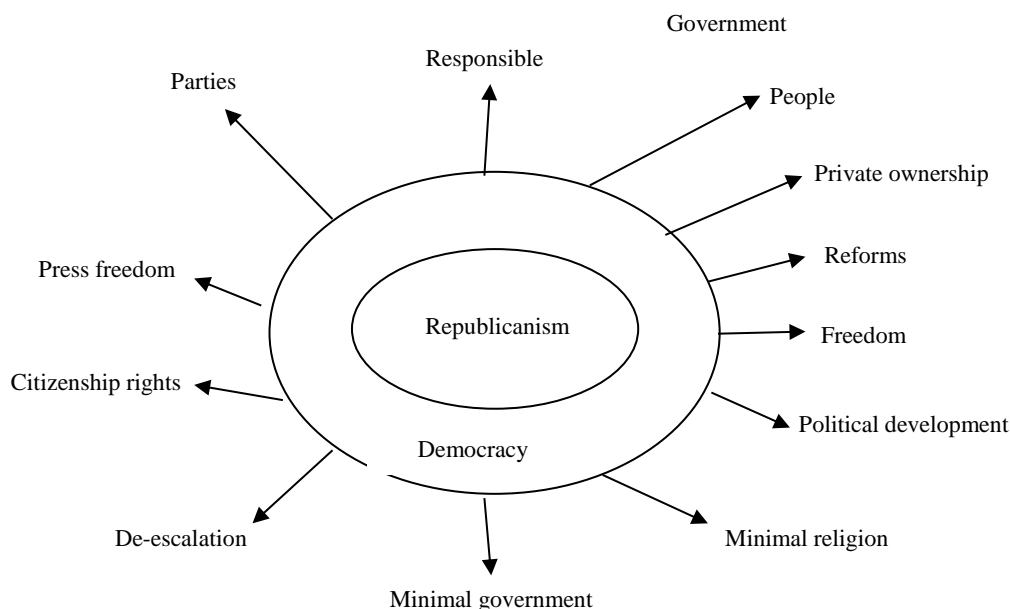 Government
Responsible
Parties
People
Private ownership
Press freedom
Reforms
Republicanism
Freedom
Citizenship rights
Political development
Democracy
De-escalation
Minimal religion
Minimal government